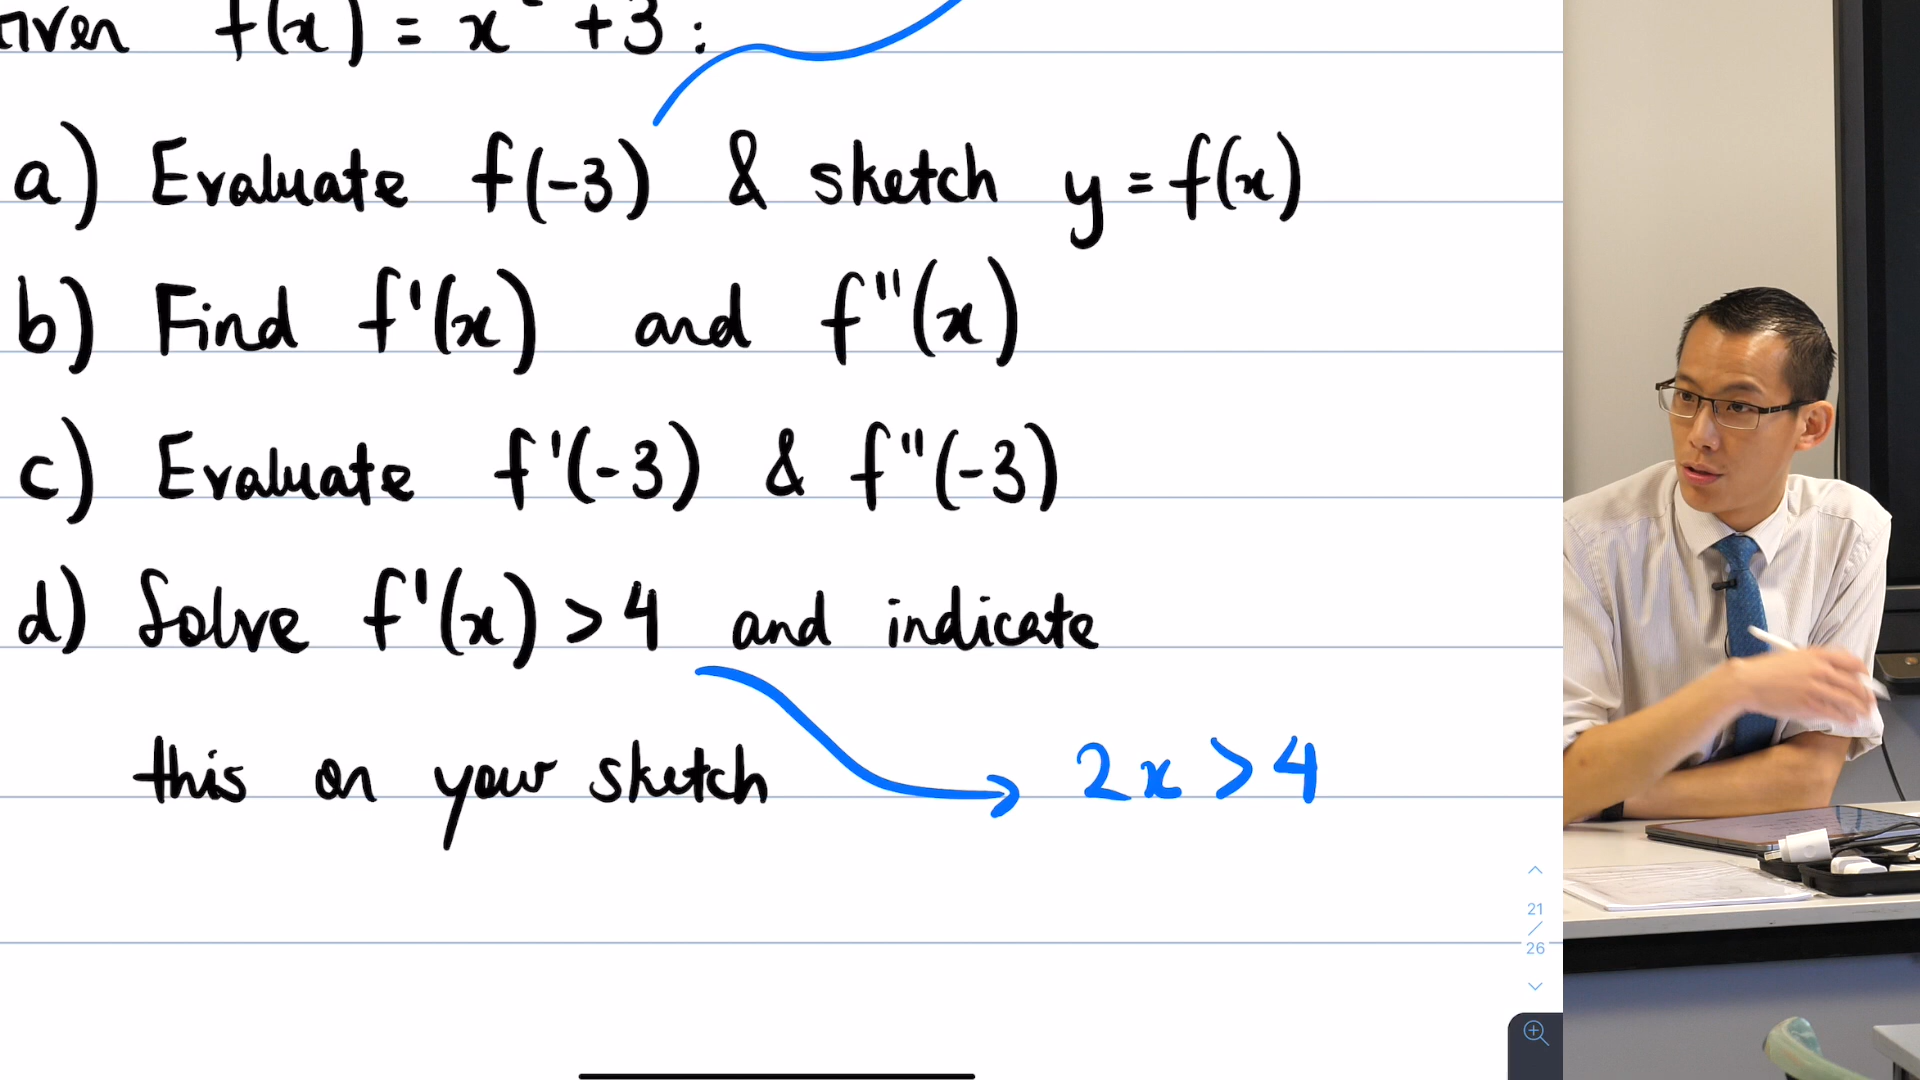 f(x) = x² + 3 :
a) Evaluate f(-3) & sketch y = f(x)
b) Find f'(x) and f"(x)
c) Evaluate f'(-3) & f"(-3)
d) Solve f'(x) > 4 and indicate
this on your sketch
2x > 4
21
/
26